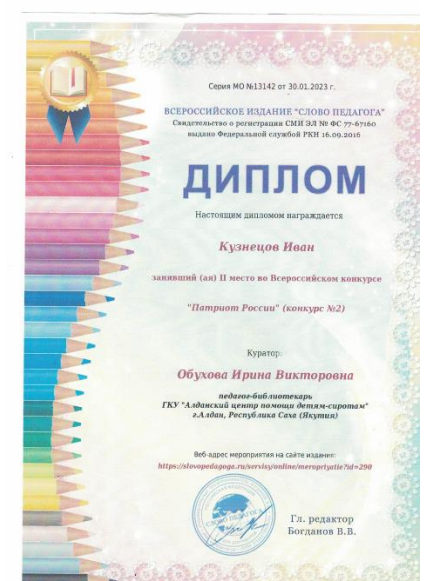 Серия МО №13142 от 30.01.2023 г.
ВСЕРОССИЙСКОЕ ИЗДАНИЕ "СЛОВО ПЕДАГОГА"
Свидетельство о регистрации СМИ ЭЛ № ФС 77-67160
выдано Федеральной службой РКН 16.09.2016
ДИПЛОМ
Настоящим дипломом награждается
Кузнецов Иван
занявший (ая) II место во Всероссийском конкурсе
"Патриот России" (конкурс №2)
Куратор:
Обухова Ирина Викторовна
педагог-библиотекарь
ГКУ "Алданский центр помощи детям-сиротам"
г.Алдан, Республика Саха (Якутия)
Веб-адрес мероприятия на сайте издания:
https://slovopedagoga.ru/servisy/online/meropriyatie?id=290
СЛОВО ПЕДАГОГА
Гл. редактор
Богданов В.В.